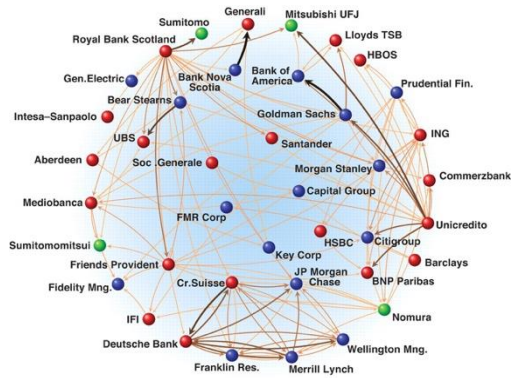 Generali
Sumitomo
Mitsubishi UFJ
Royal Bank Scotland
Lloyds TSB
HBOS
Gen.Electric
Bank Nova
Scotia
Bank of
America
Prudential Fin.
Bear Stearns
Intesa–Sanpaolo
Goldman Sachs
UBS
Santander
ING
Aberdeen
Soc .Generale
Morgan Stanley
Commerzbank
Mediobanca
Capital Group
FMR Corp
Unicredito
Sumitomomitsui
HSBC
Citigroup
Key Corp
Friends Provident
Barclays
Cr.Suisse
JP Morgan
Chase
BNP Paribas
Fidelity Mng.
IFI
Nomura
Deutsche Bank
Wellington Mng.
Franklin Res.
Merrill Lynch